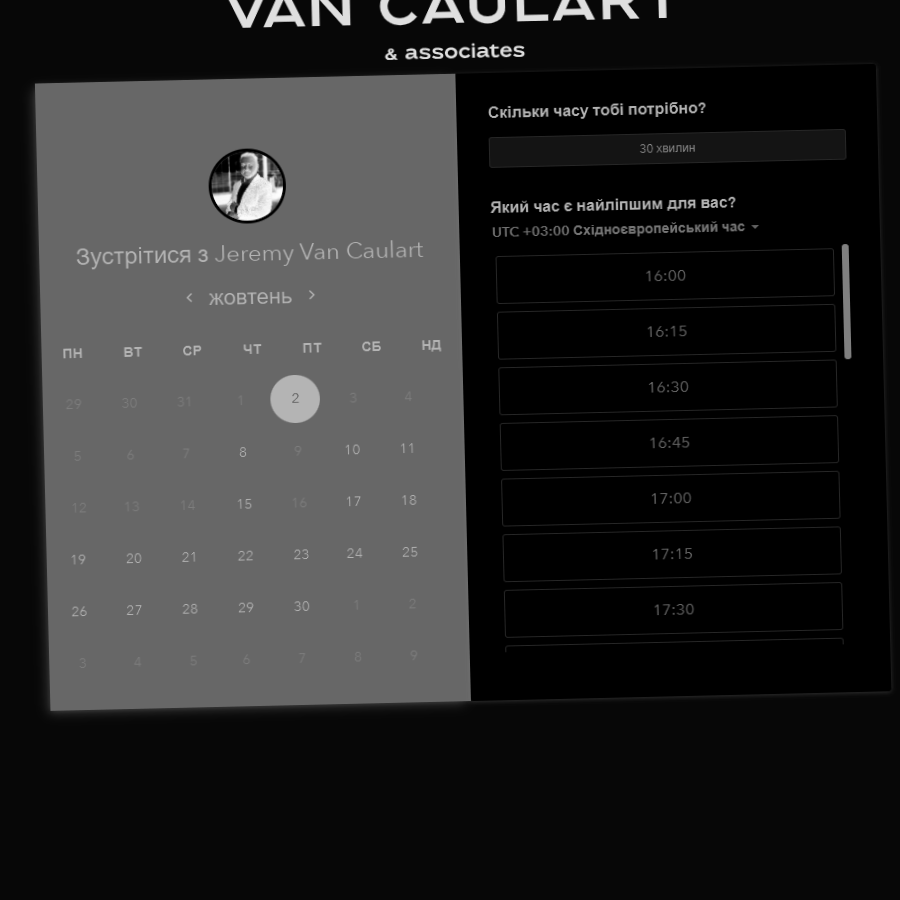 VAN CAULART
& associates
Зустрітися з Jeremy Van Caulart
жовтень
ПН ВТ СР ЧТ ПТ СБ НД
29 30 31 1 2 3 4
5 6 7 8 9 10 11
12 13 14 15 16 17 18
19 20 21 22 23 24 25
26 27 28 29 30 1 2
3 4 5 6 7 8 9
Скільки часу тобі потрібно?
30 хвилин
Який час є найліпшим для вас?
UTC +03:00 Східноєвропейський час
16:00
16:15
16:30
16:45
17:00
17:15
17:30